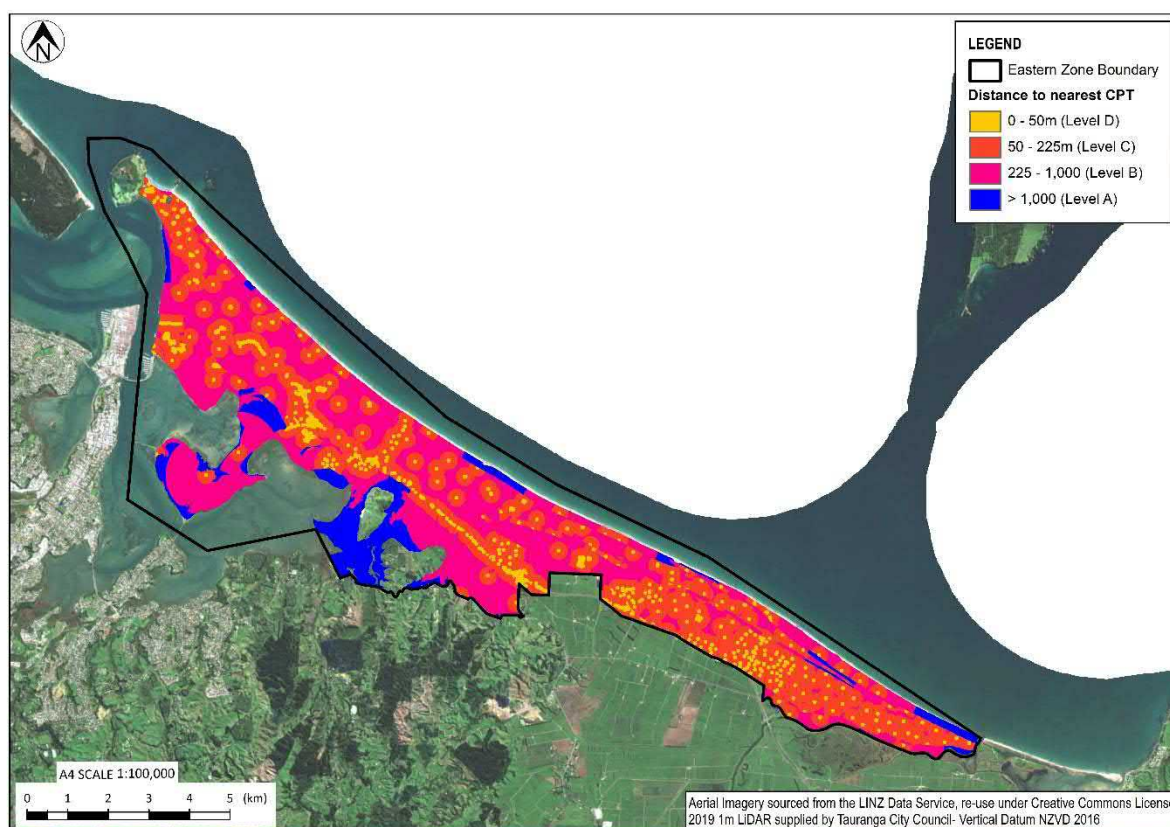 N
LEGEND
Eastern Zone Boundary
Distance to nearest CPT
0 - 50m (Level D)
50 - 225m (Level C)
225 - 1,000 (Level B)
> 1,000 (Level A)
A4 SCALE 1:100,000
0 1 2 3 4 5 (km)
Aerial Imagery sourced from the LINZ Data Service, re-use under Creative Commons License
2019 1m LiDAR supplied by Tauranga City Council- Vertical Datum NZVD 2016